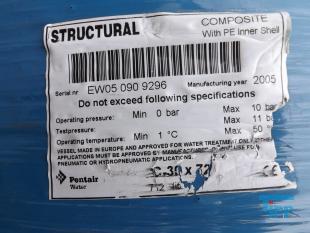 STRUCTURAL
COMPOSITE
With PE Inner Shell
Serial nr EW05 090 9296 Manufacturing year 2005
Do not exceed following specifications
Operating pressure: Min 0 bar Max 10 bar
Testpressure: Max 11 ba
Operating temperature: Min 1 °C Max 50
VESSEL MADE IN EUROPE AND APPROVED FOR WATER TREATMENT ONLY
APPLICATIONS MUST BE APPROVED BY
PNEUMATIC OR HYDROPNEUMATIC APPLICATIONS.
Pentair
Water
C-30 x 72